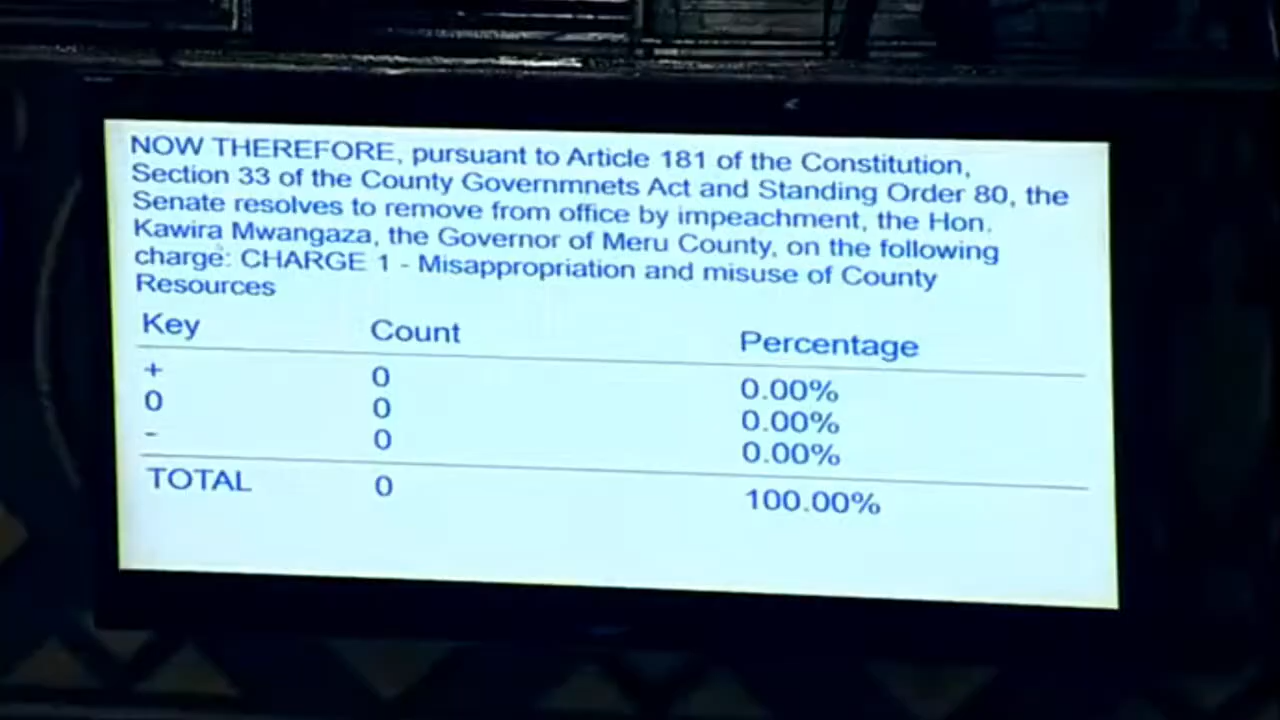 NOW THEREFORE, pursuant to Article 181 of the Constitution,
Section 33 of the County Governmnets Act and Standing Order 80, the
Senate resolves to remove from office by impeachment, the Hon.
Kawira Mwangaza, the Governor of Meru County, on the following
charge: CHARGE 1 - Misappropriation and misuse of County
Resources
Key Count Percentage
+ 0 0.00%
0 0 0.00%
- 0 0.00%
TOTAL 0 100.00%